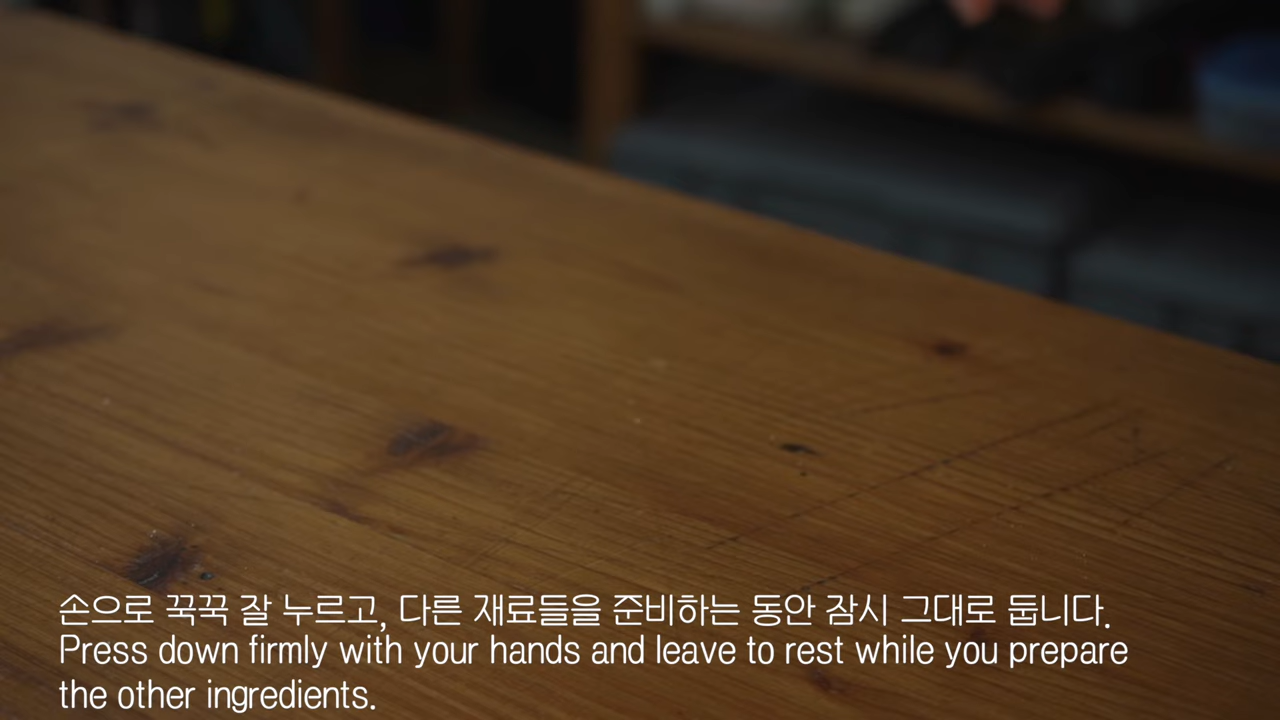 손으로 꾹꾹 잘 누르고, 다른 재료들을 준비하는 동안 잠시 그대로 둡니다.
Press down firmly with your hands and leave to rest while you prepare
the other ingredients.